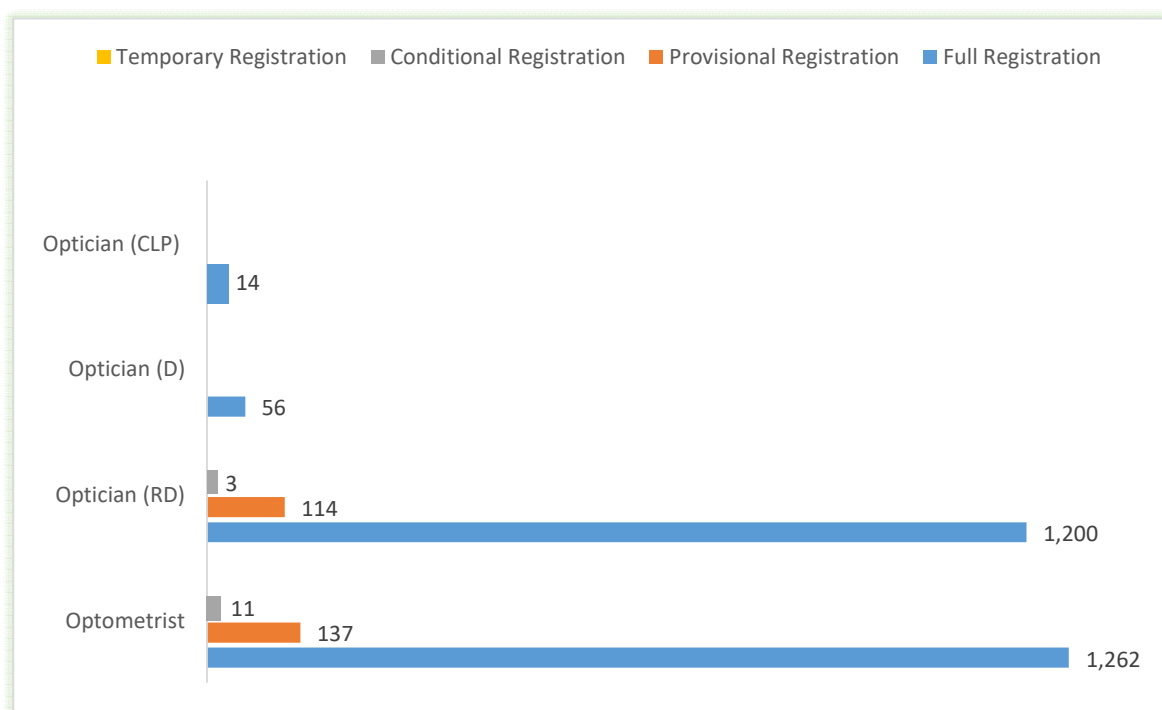 Temporary Registration Conditional Registration Provisional Registration Full Registration
Optician (CLP)
14
Optician (D)
56
Optician (RD)
3
114
1,200
Optometrist
11
137
1,262